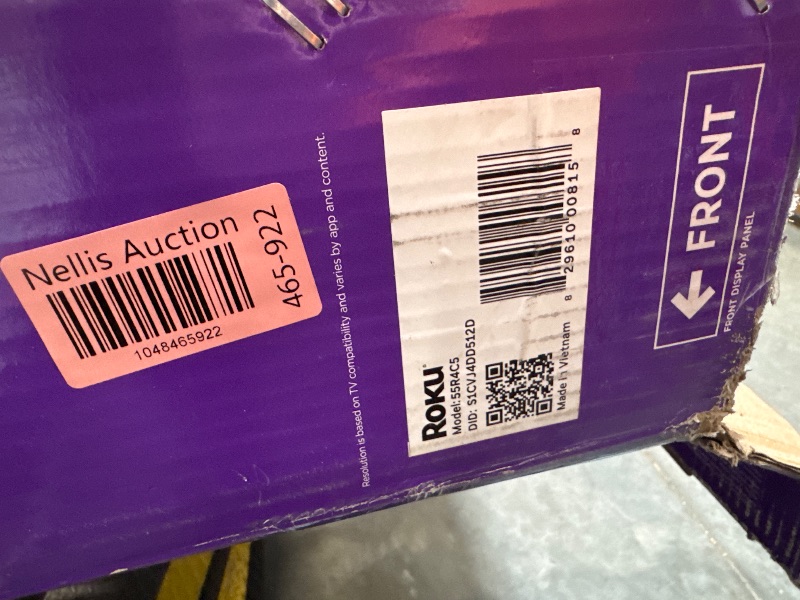 Nellis Auction
465-922
1048465922
Resolution is based on TV compatibility and varies by app and content.
ROKU
Model: 55R4C5
DID: S1CVJ4DD512D
Made in Vietnam
8 29610 00815 8
FRONT
FRONT DISPLAY PANEL